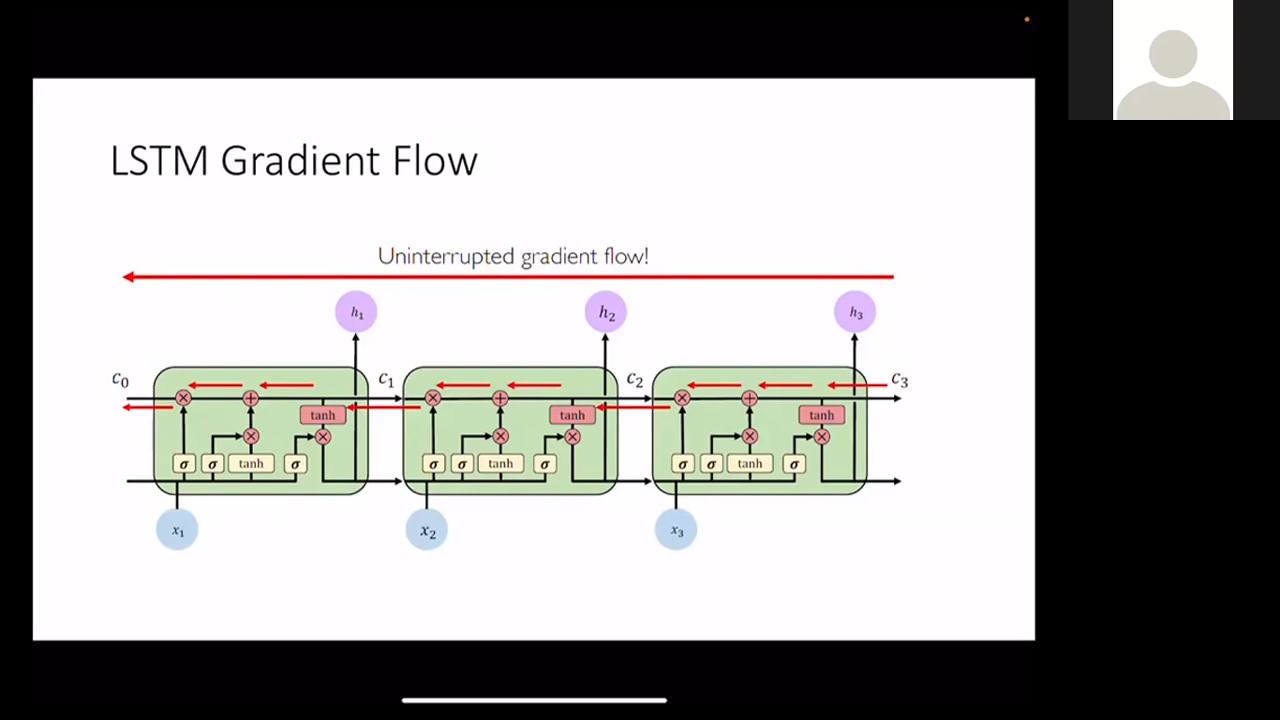 LSTM Gradient Flow
Uninterrupted gradient flow!
h₁ h₂ h₃
c₀ c₁ c₂ c₃
tanh tanh tanh
σ σ tanh σ σ σ tanh σ σ σ tanh σ
x₁ x₂ x₃